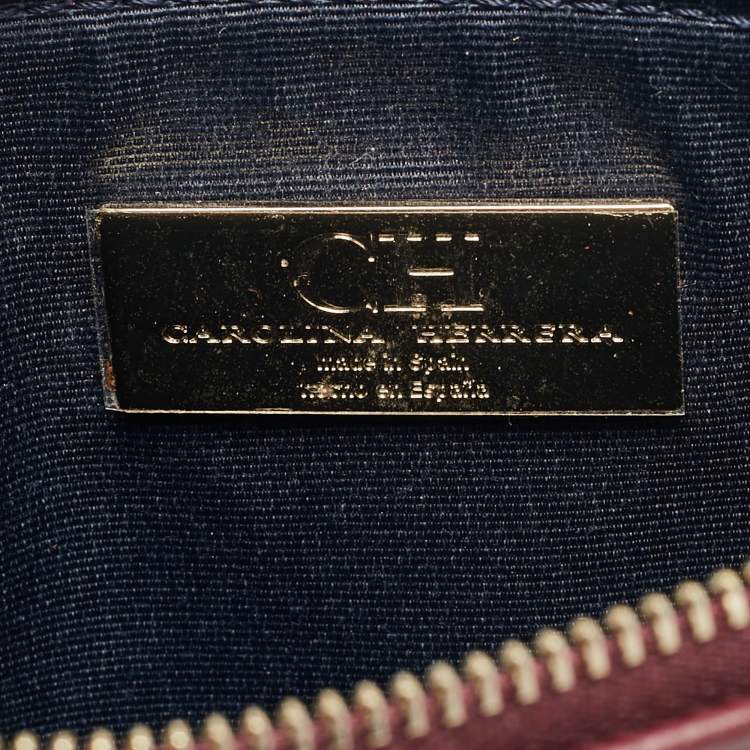 CH
CAROLINA HERRERA
made in Spain
hecho en España